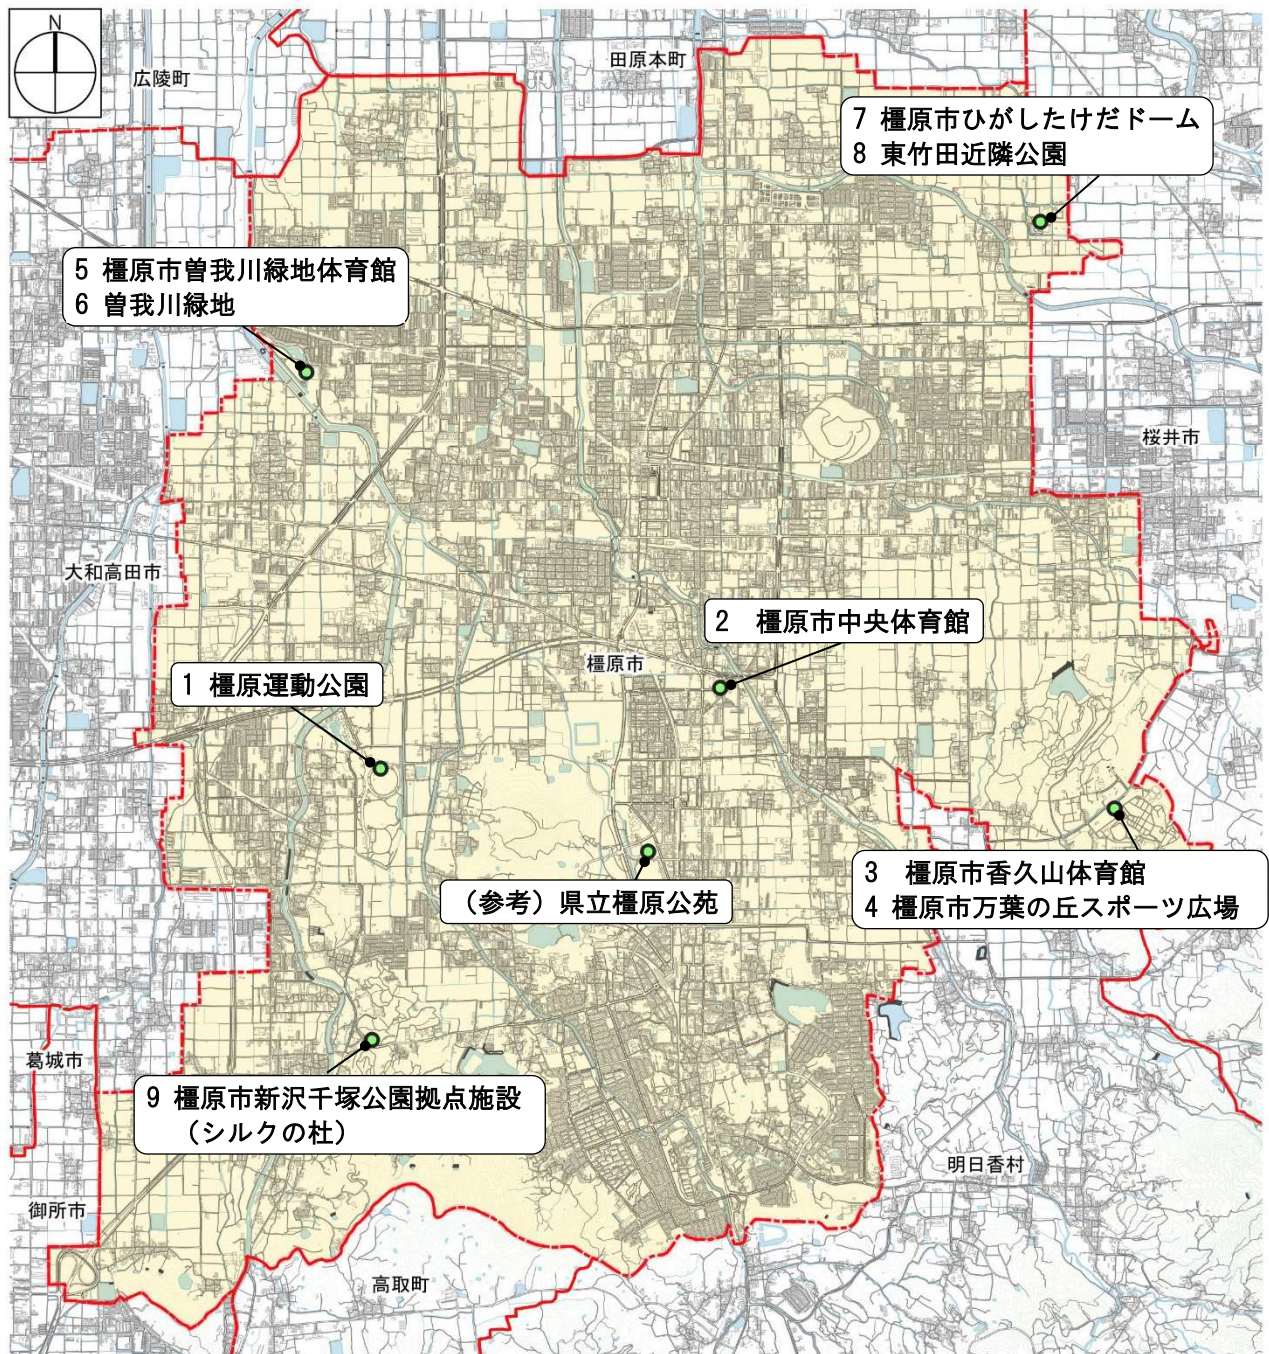 N
広陵町
田原本町
7 橿原市ひがしたけだドーム
8 東竹田近隣公園
5 橿原市曽我川緑地体育館
6 曽我川緑地
桜井市
大和高田市
2 橿原市中央体育館
橿原市
1 橿原運動公園
3 橿原市香久山体育館
4 橿原市万葉の丘スポーツ広場
（参考）県立橿原公苑
葛城市
9 橿原市新沢千塚公園拠点施設
（シルクの杜）
明日香村
御所市
高取町